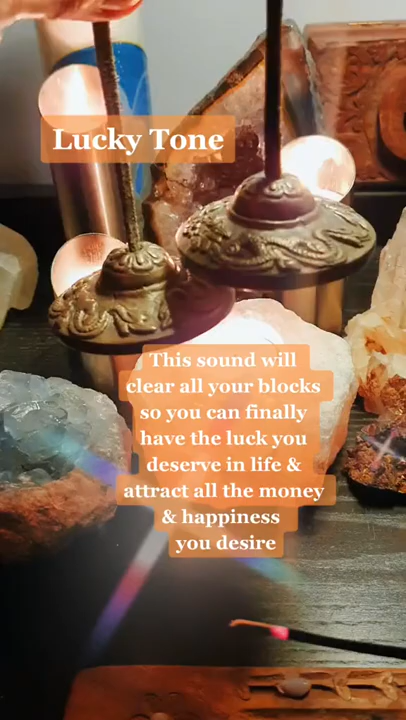 Lucky Tone
This sound will
clear all your blocks
so you can finally
have the luck you
deserve in life &
attract all the money
& happiness
you desire